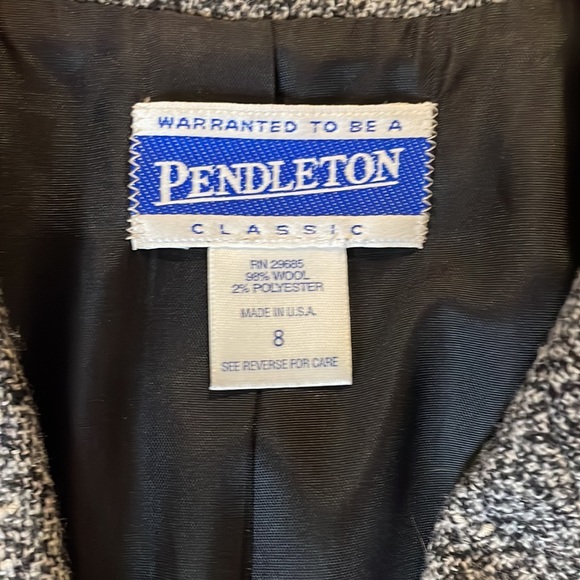 WARRANTED TO BE A
PENDLETON
CLASSIC
RN 29685
98% WOOL
2% POLYESTER
MADE IN U.S.A.
8
SEE REVERSE FOR CARE